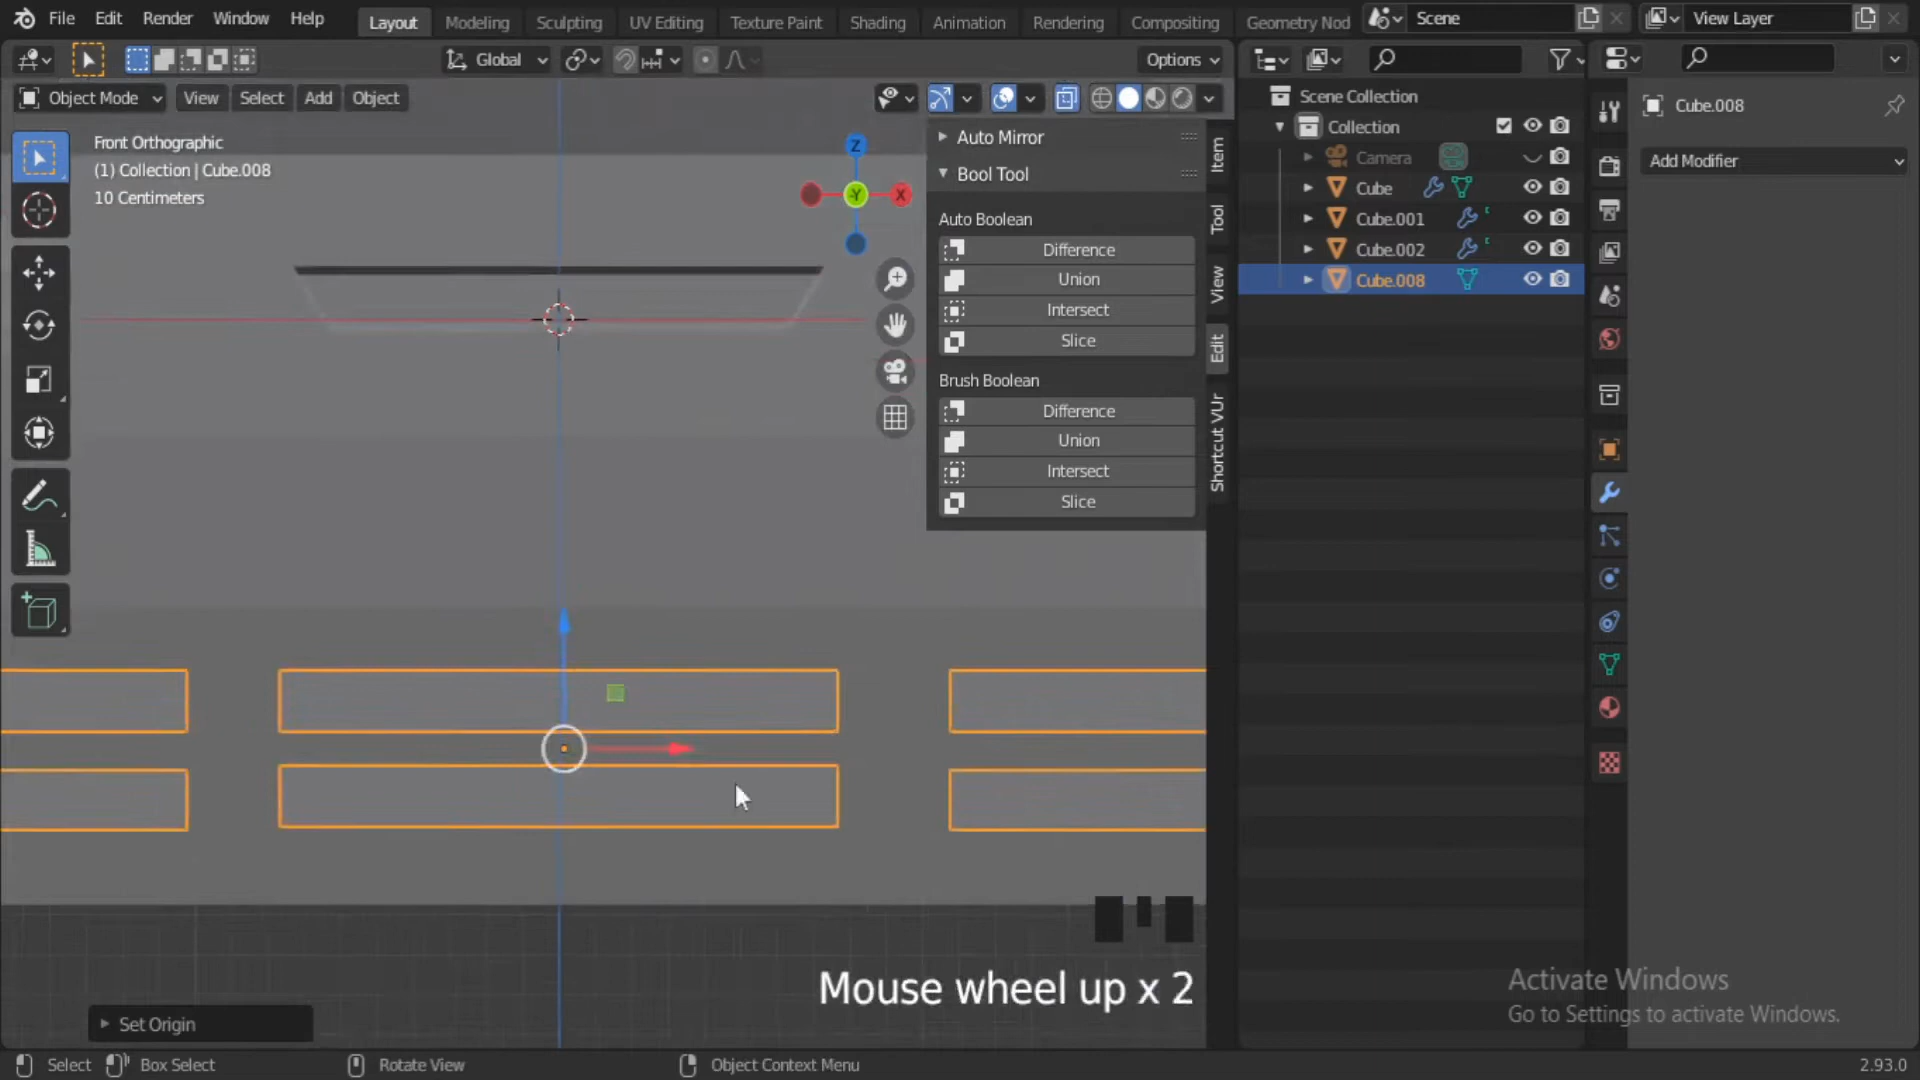 File Edit Render Window Help Layout Modeling Sculpting UV Editing Texture Paint Shading Animation Rendering Compositing Geometry Nod Scene View Layer
Global Options
Object Mode View Select Add Object
Front Orthographic
(1) Collection | Cube.008
10 Centimeters
Z
Y
X
Auto Mirror
Bool Tool
Auto Boolean
Difference
Union
Intersect
Slice
Brush Boolean
Difference
Union
Intersect
Slice
Item
Tool
View
Edit
Shortcut VUr
Scene Collection
Collection
Camera
Cube
Cube.001
Cube.002
Cube.008
Cube.008
Add Modifier
Mouse wheel up x 2
Activate Windows
Go to Settings to activate Windows.
Set Origin
Select Box Select Rotate View Object Context Menu 2.93.0